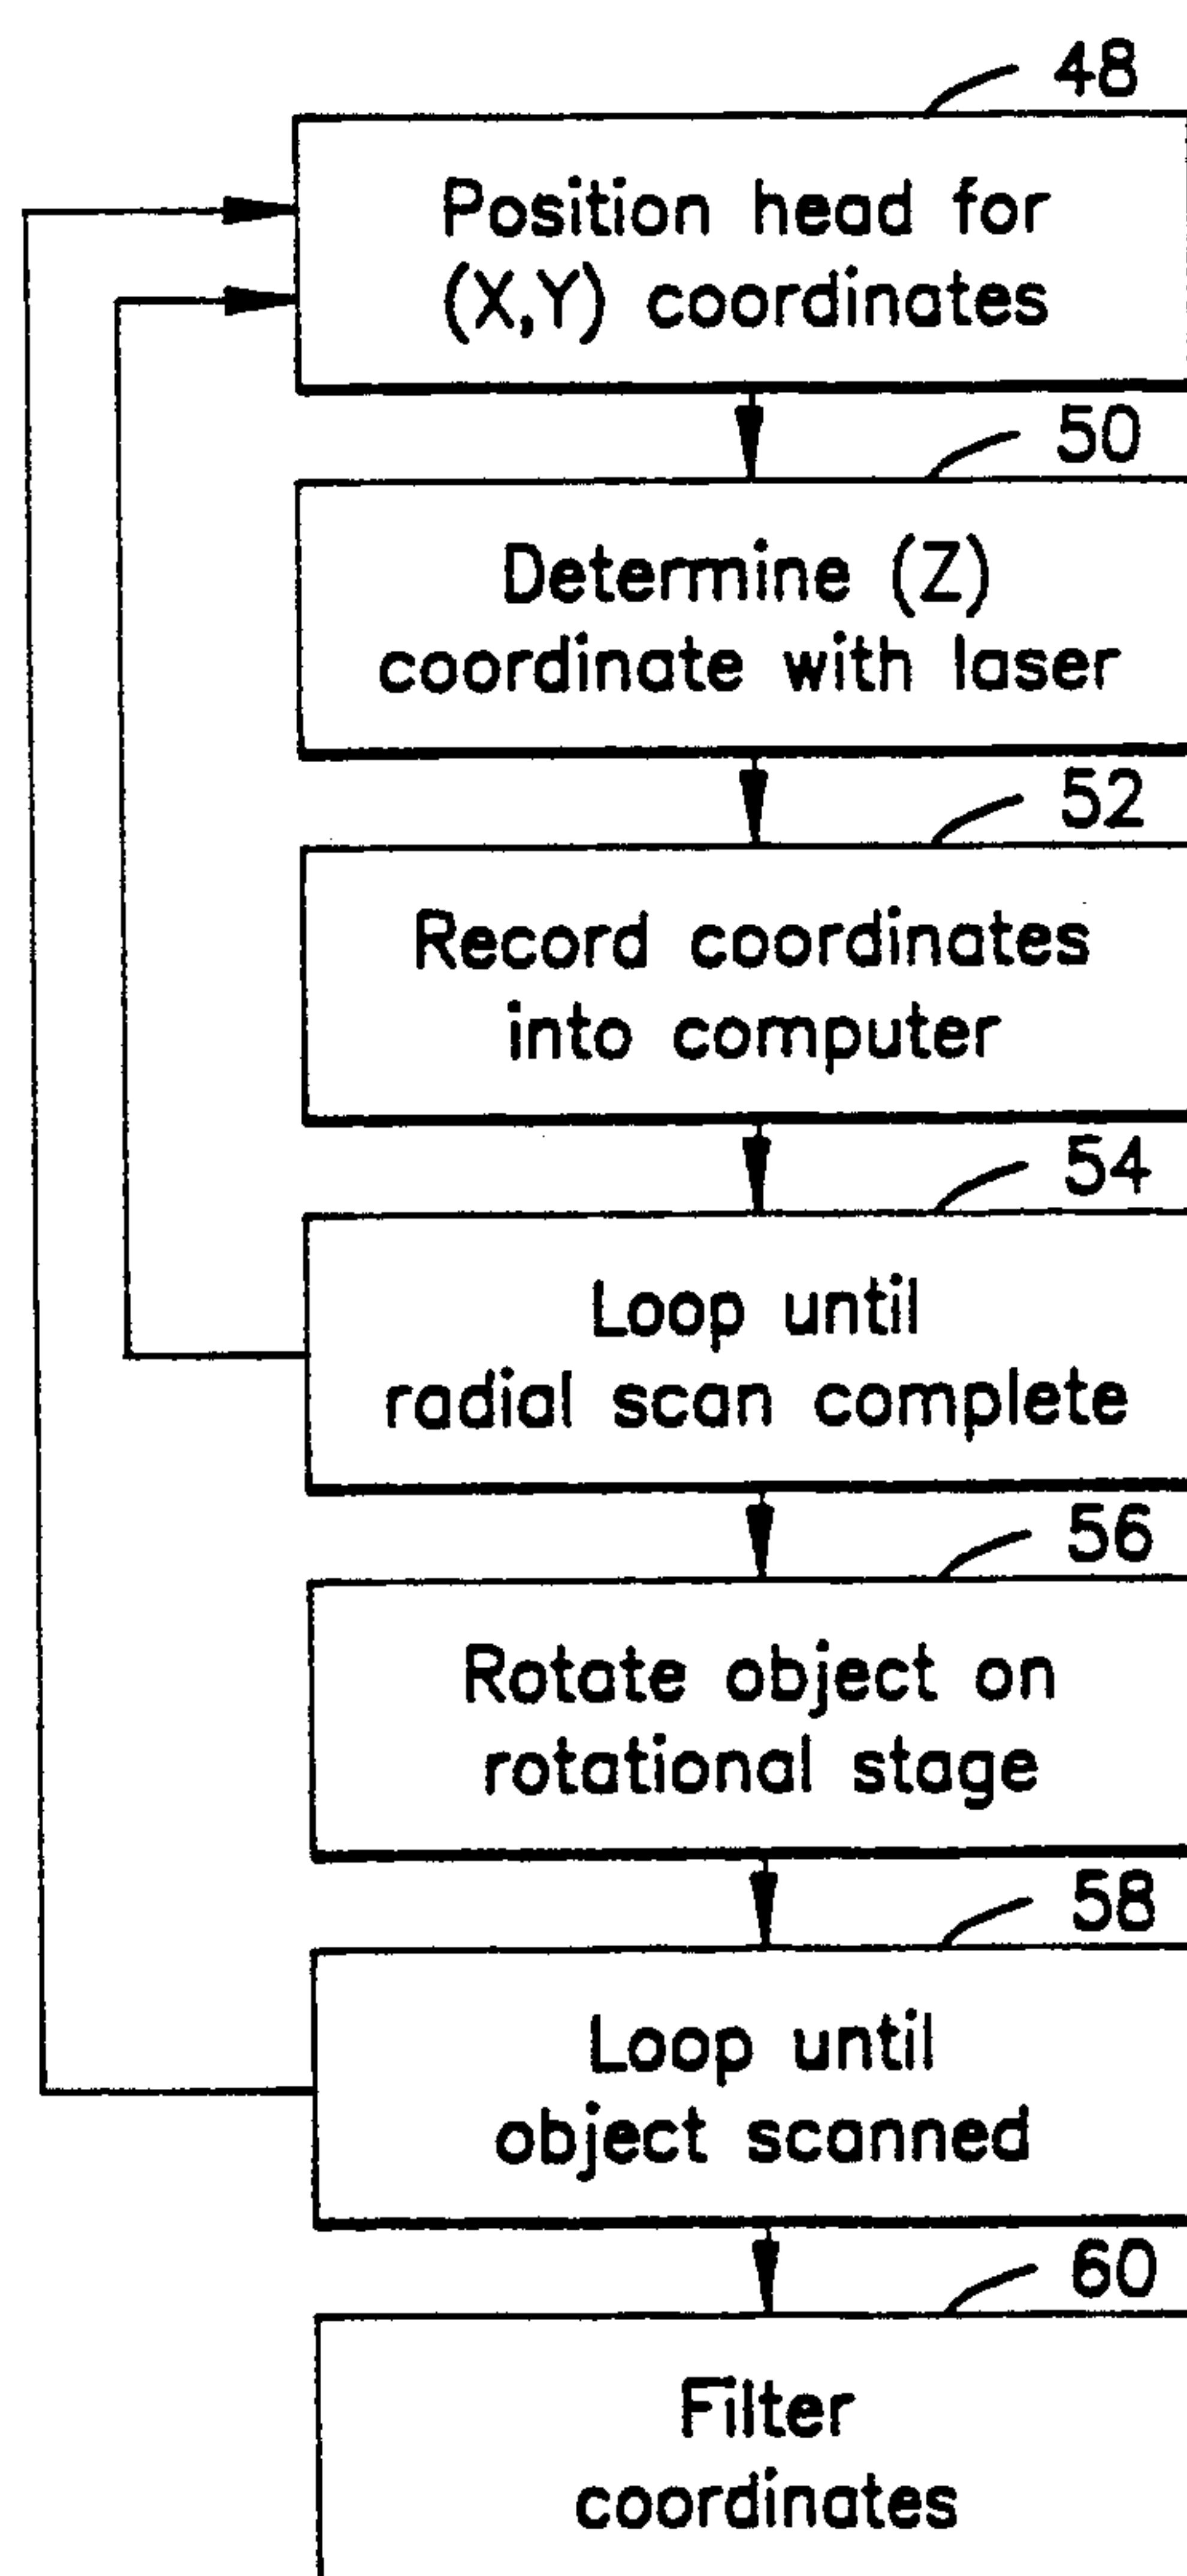 48
Position head for
(X,Y) coordinates
50
Determine (Z)
coordinate with laser
52
Record coordinates
into computer
54
Loop until
radial scan complete
56
Rotate object on
rotational stage
58
Loop until
object scanned
60
Filter
coordinates